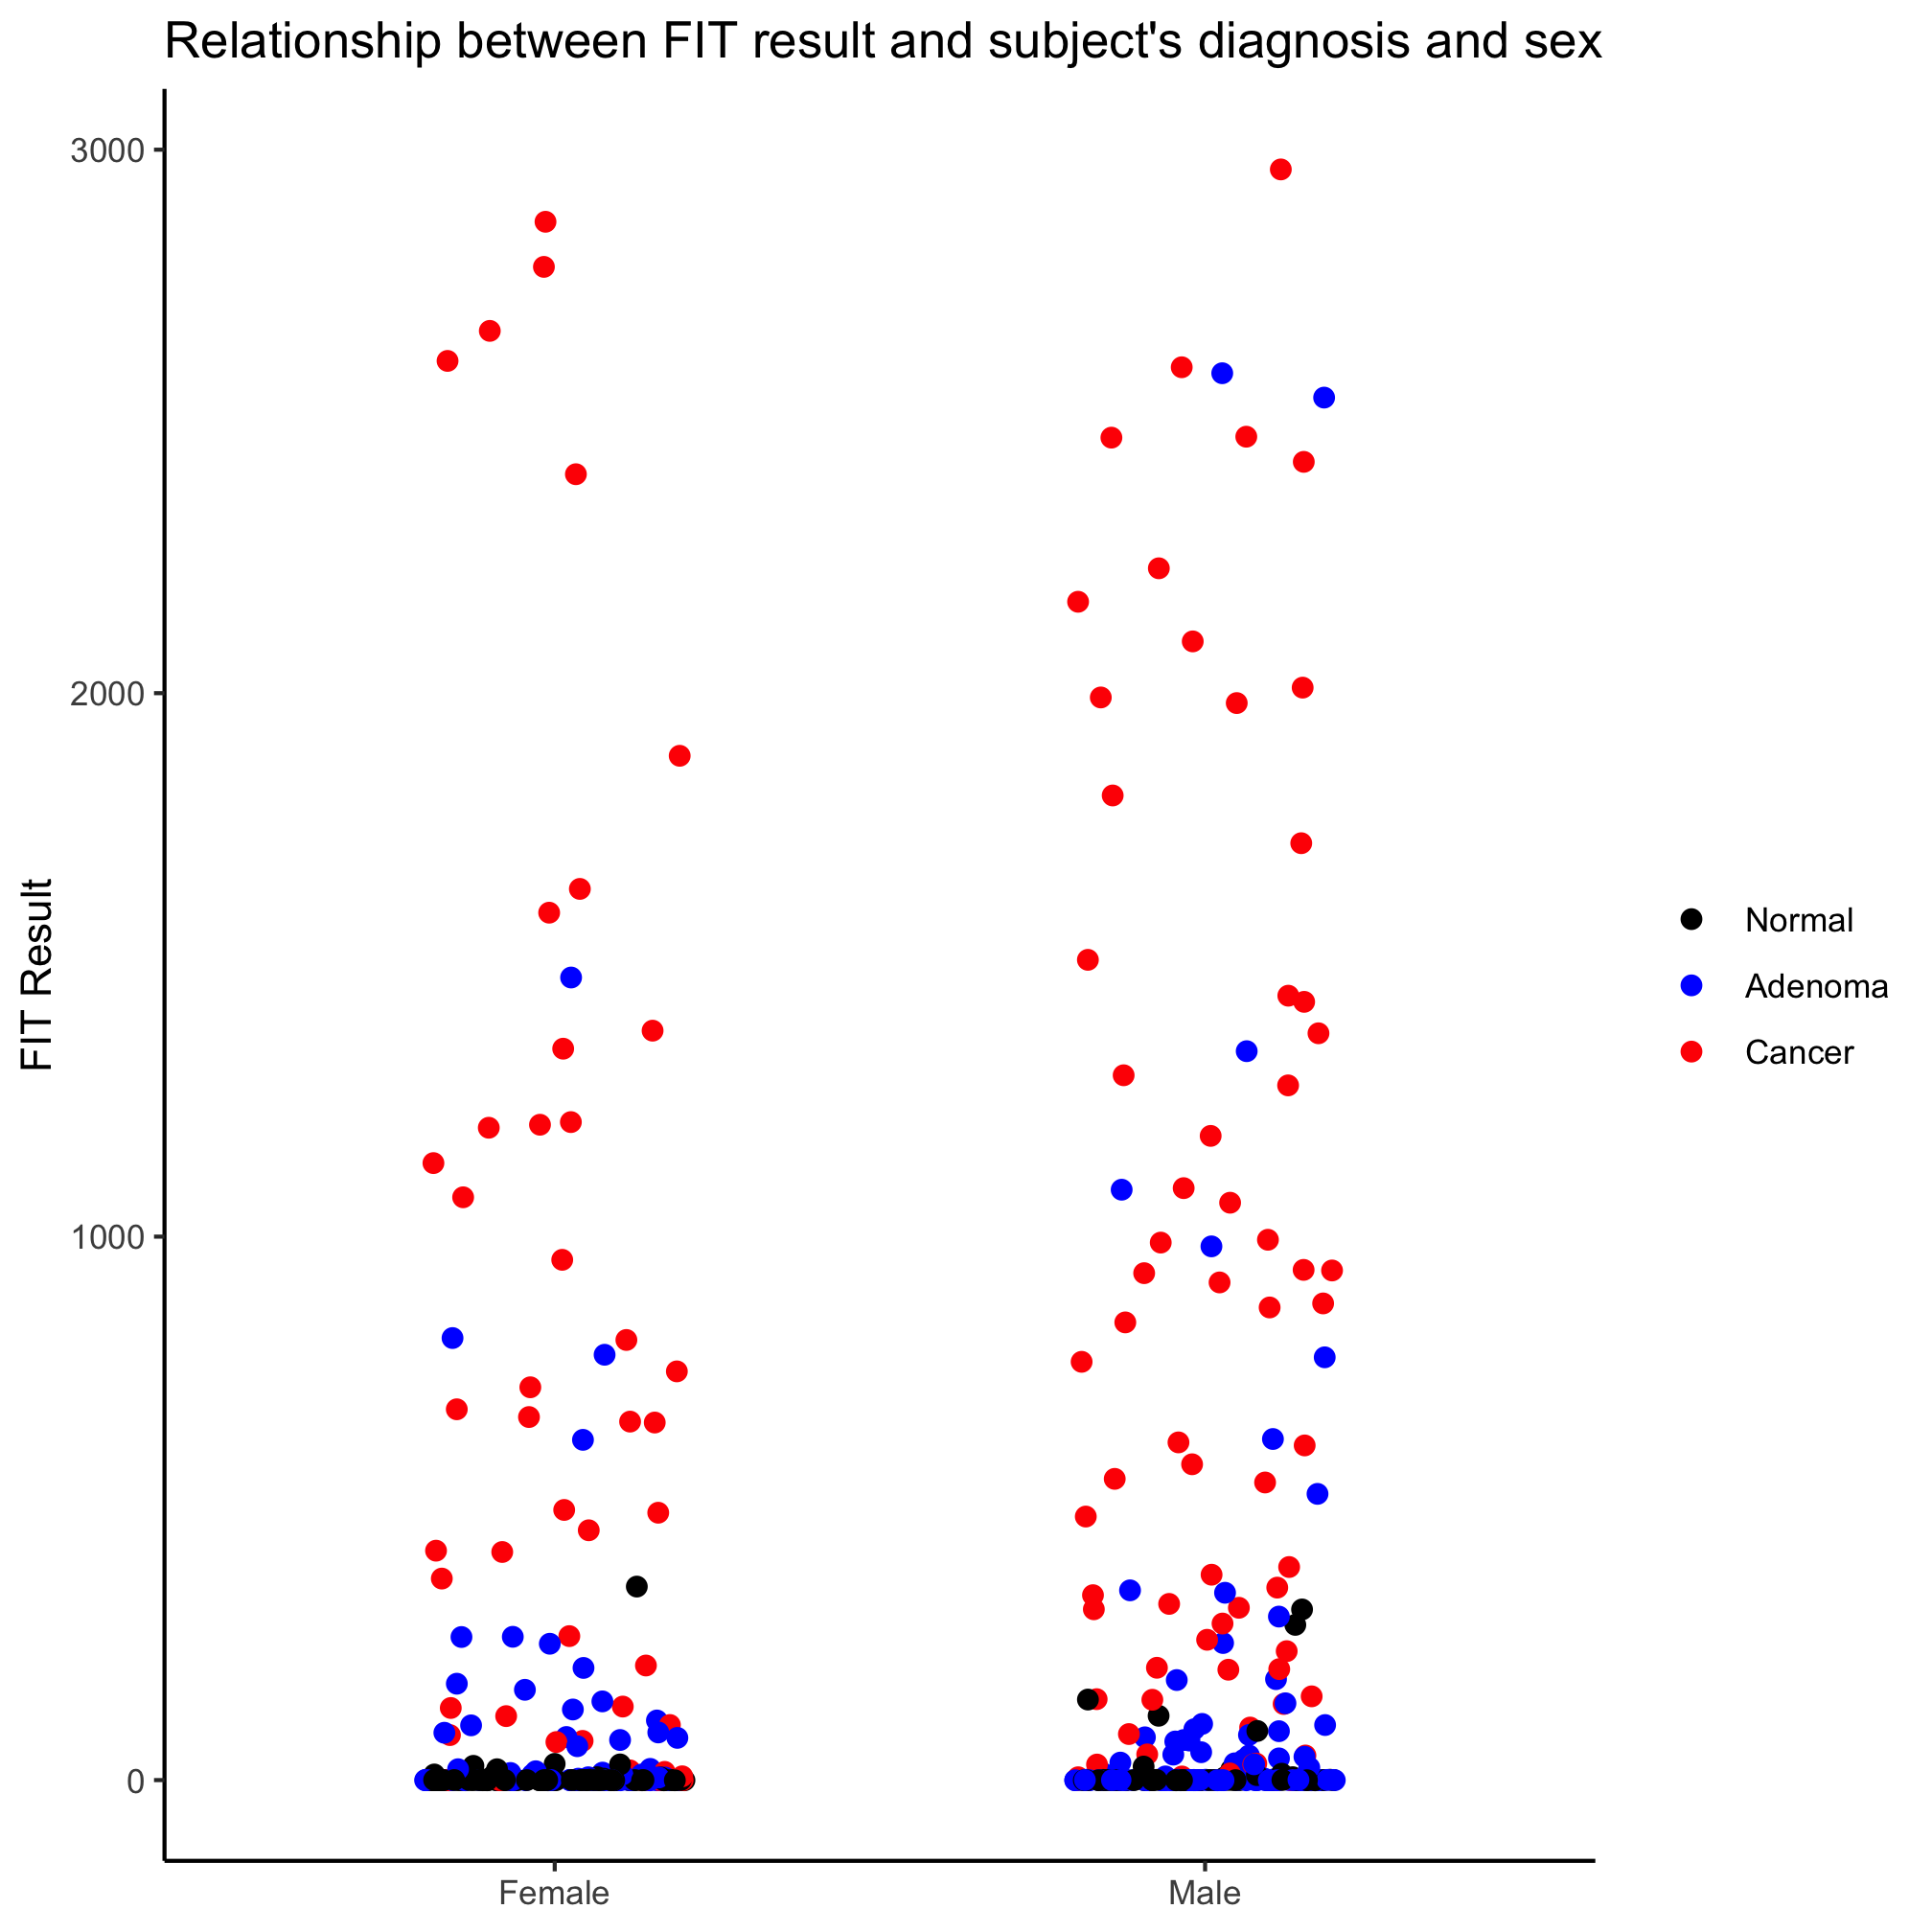 Relationship between FIT result and subject's diagnosis and sex
3000
2000
1000
0
FIT Result
Female
Male
Normal
Adenoma
Cancer